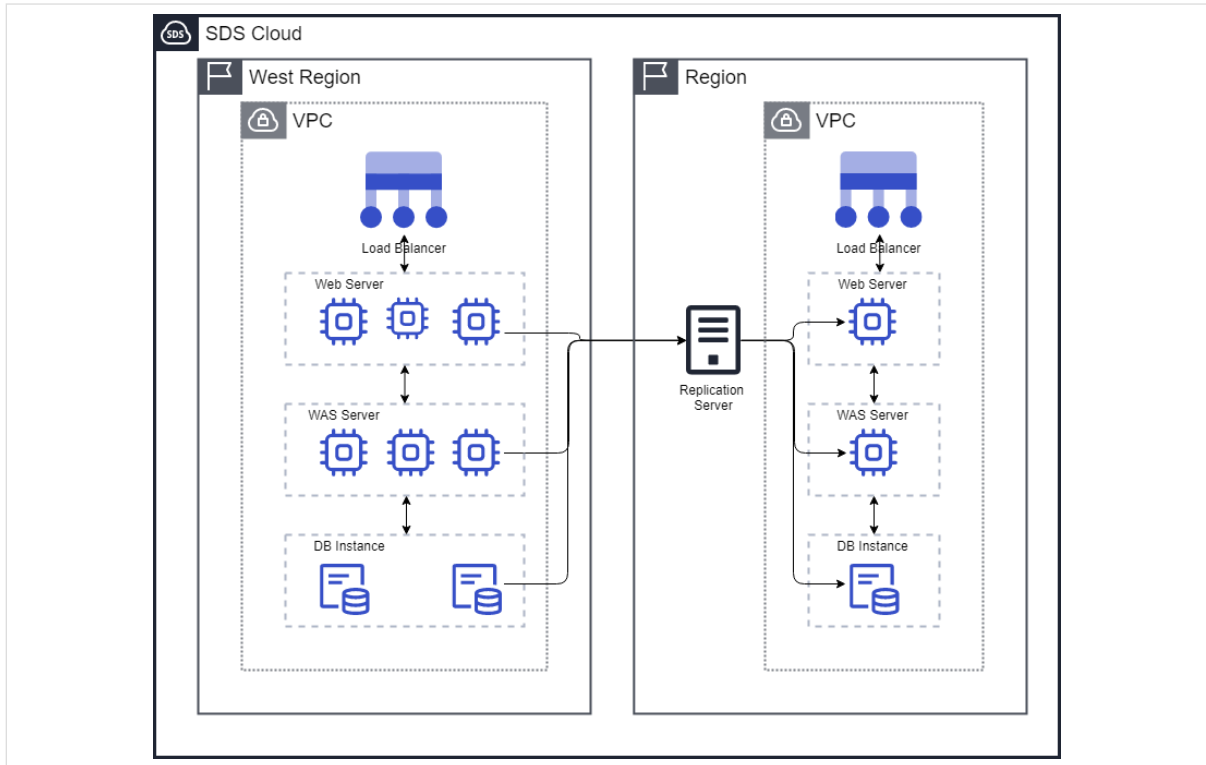 SDS
SDS Cloud
West Region
VPC
Load Balancer
Web Server
WAS Server
DB Instance
Replication
Server
Region
VPC
Load Balancer
Web Server
WAS Server
DB Instance